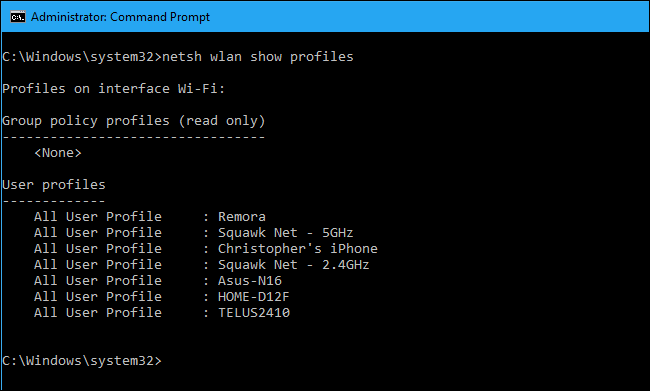 Administrator: Command Prompt
C:\Windows\system32>netsh wlan show profiles
Profiles on interface Wi-Fi:
Group policy profiles (read only)
---------------------------------
    <None>
User profiles
-------------
    All User Profile     : Remora
    All User Profile     : Squawk Net - 5GHz
    All User Profile     : Christopher's iPhone
    All User Profile     : Squawk Net - 2.4GHz
    All User Profile     : Asus-N16
    All User Profile     : HOME-D12F
    All User Profile     : TELUS2410
C:\Windows\system32>